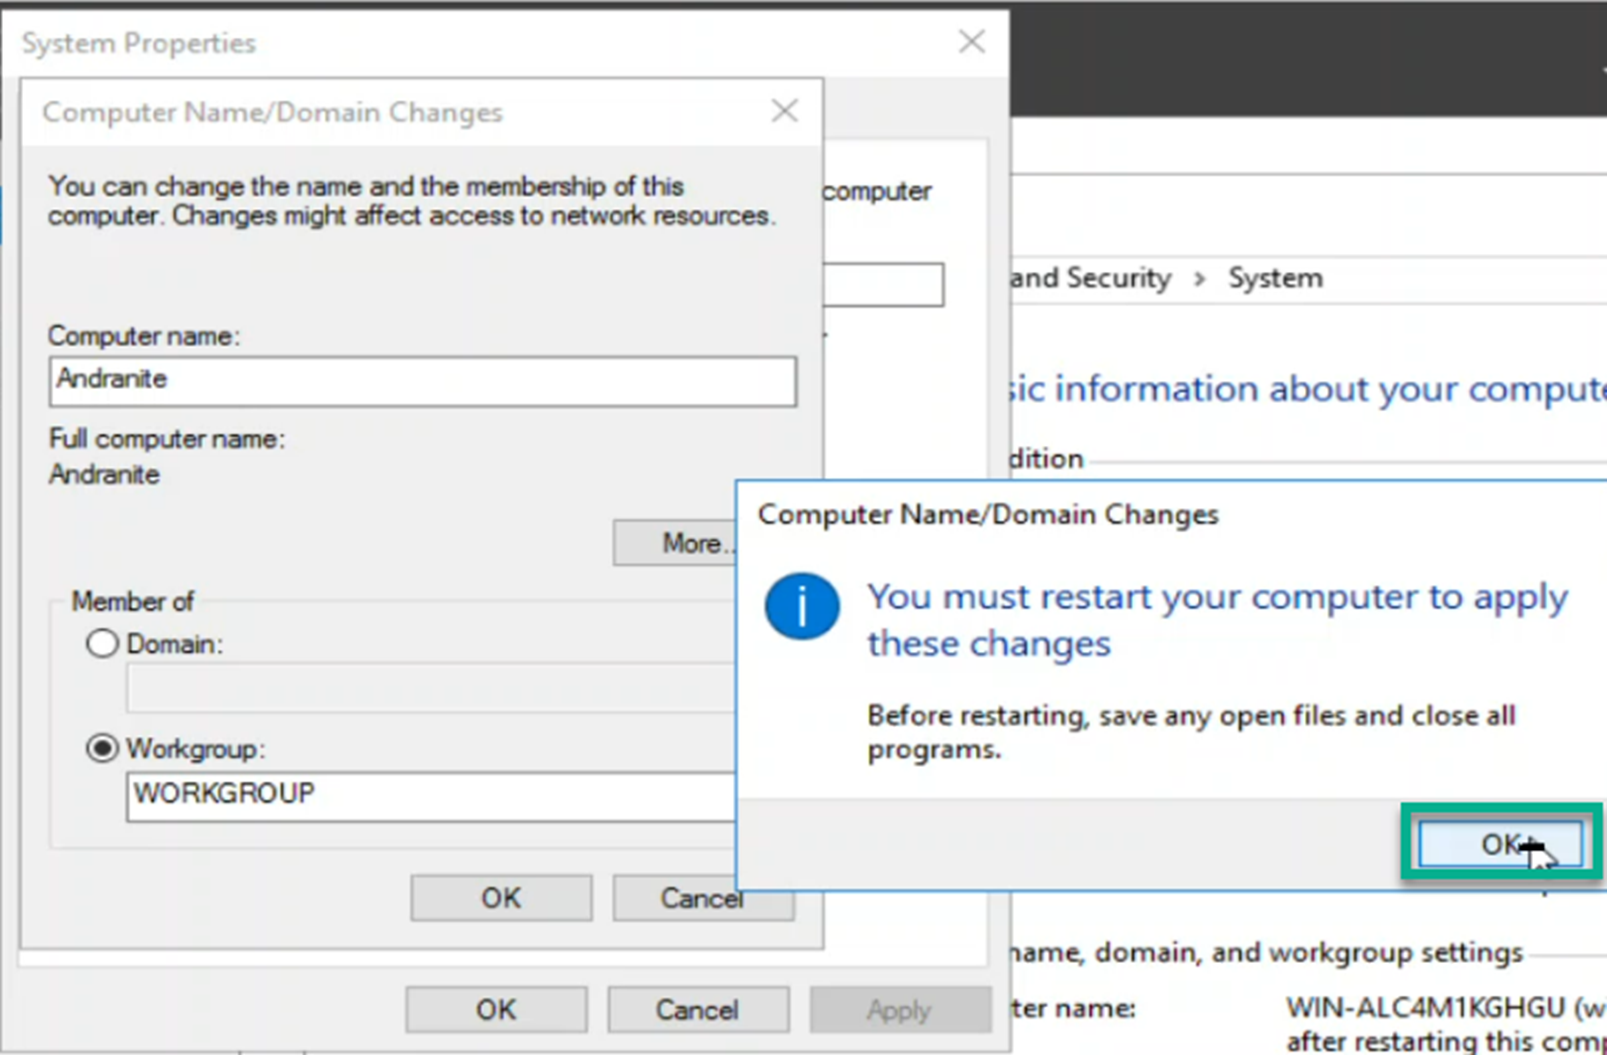 System Properties
Computer Name/Domain Changes
You can change the name and the membership of this
computer. Changes might affect access to network resources.
computer
Computer name:
Andranite
Full computer name:
Andranite
More..
Member of
Domain:
Workgroup:
WORKGROUP
OK
Cancel
OK
Cancel
Apply
and Security > System
sic information about your compute
dition
Computer Name/Domain Changes
i
You must restart your computer to apply
these changes
Before restarting, save any open files and close all
programs.
OK
name, domain, and workgroup settings
ter name:
WIN-ALC4M1KGHGU (w
after restarting this comp